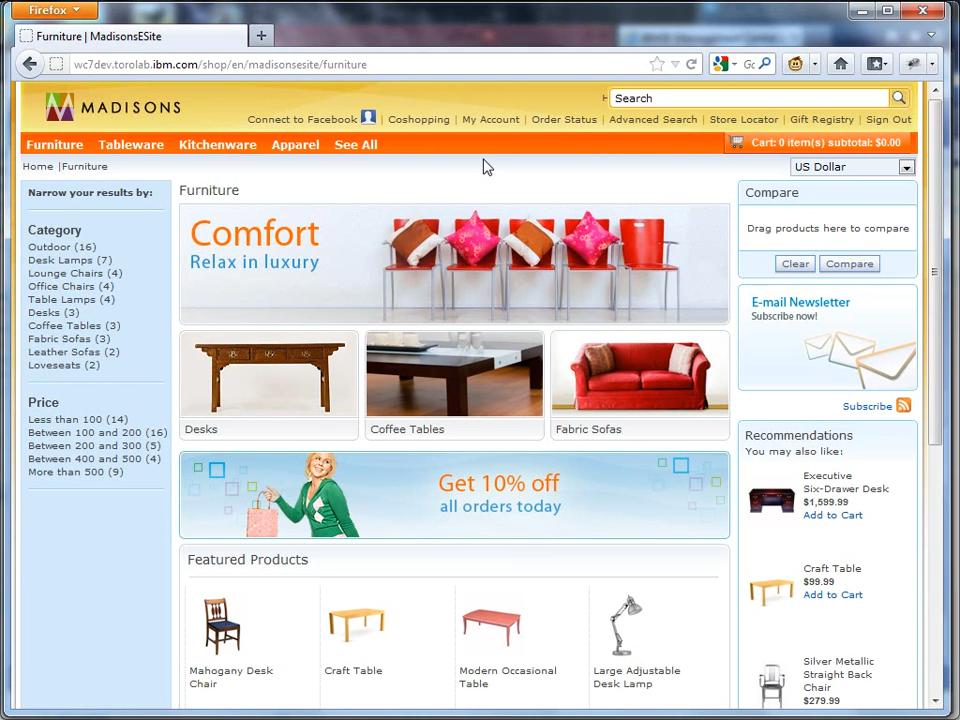 Firefox
Furniture | MadisonsESite
wc7dev.torolab.ibm.com/shop/en/madisonsesite/furniture
MADISONS
Search
Connect to Facebook
Coshopping | My Account | Order Status | Advanced Search | Store Locator | Gift Registry | Sign Out
Furniture Tableware Kitchenware Apparel See All
Cart: 0 item(s) subtotal: $0.00
Home |Furniture
US Dollar
Narrow your results by:
Category
Outdoor (16)
Desk Lamps (7)
Lounge Chairs (4)
Office Chairs (4)
Table Lamps (4)
Desks (3)
Coffee Tables (3)
Fabric Sofas (3)
Leather Sofas (2)
Loveseats (2)
Price
Less than 100 (14)
Between 100 and 200 (16)
Between 200 and 300 (5)
Between 400 and 500 (4)
More than 500 (9)
Furniture
Comfort
Relax in luxury
Desks
Coffee Tables
Fabric Sofas
Get 10% off
all orders today
Featured Products
Mahogany Desk
Chair
Craft Table
Modern Occasional
Table
Large Adjustable
Desk Lamp
Compare
Drag products here to compare
Clear
Compare
E-mail Newsletter
Subscribe now!
Subscribe
Recommendations
You may also like:
Executive
Six-Drawer Desk
$1,599.99
Add to Cart
Craft Table
$99.99
Add to Cart
Silver Metallic
Straight Back
Chair
$279.99